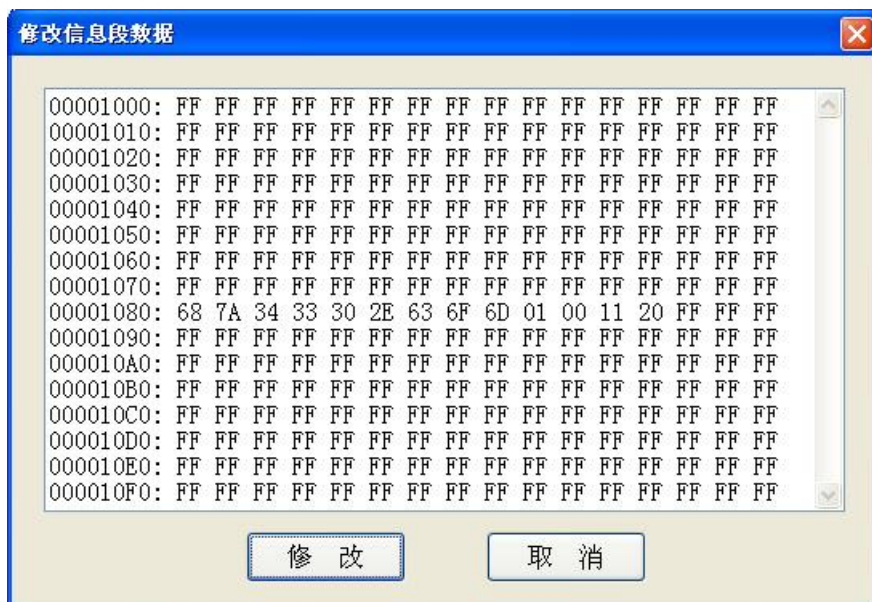 修改信息段数据
00001000: FF FF FF FF FF FF FF FF FF FF FF FF FF FF FF FF
00001010: FF FF FF FF FF FF FF FF FF FF FF FF FF FF FF FF
00001020: FF FF FF FF FF FF FF FF FF FF FF FF FF FF FF FF
00001030: FF FF FF FF FF FF FF FF FF FF FF FF FF FF FF FF
00001040: FF FF FF FF FF FF FF FF FF FF FF FF FF FF FF FF
00001050: FF FF FF FF FF FF FF FF FF FF FF FF FF FF FF FF
00001060: FF FF FF FF FF FF FF FF FF FF FF FF FF FF FF FF
00001070: FF FF FF FF FF FF FF FF FF FF FF FF FF FF FF FF
00001080: 68 7A 34 33 30 2E 63 6F 6D 01 00 11 20 FF FF FF
00001090: FF FF FF FF FF FF FF FF FF FF FF FF FF FF FF FF
000010A0: FF FF FF FF FF FF FF FF FF FF FF FF FF FF FF FF
000010B0: FF FF FF FF FF FF FF FF FF FF FF FF FF FF FF FF
000010C0: FF FF FF FF FF FF FF FF FF FF FF FF FF FF FF FF
000010D0: FF FF FF FF FF FF FF FF FF FF FF FF FF FF FF FF
000010E0: FF FF FF FF FF FF FF FF FF FF FF FF FF FF FF FF
000010F0: FF FF FF FF FF FF FF FF FF FF FF FF FF FF FF FF
修 改 取 消